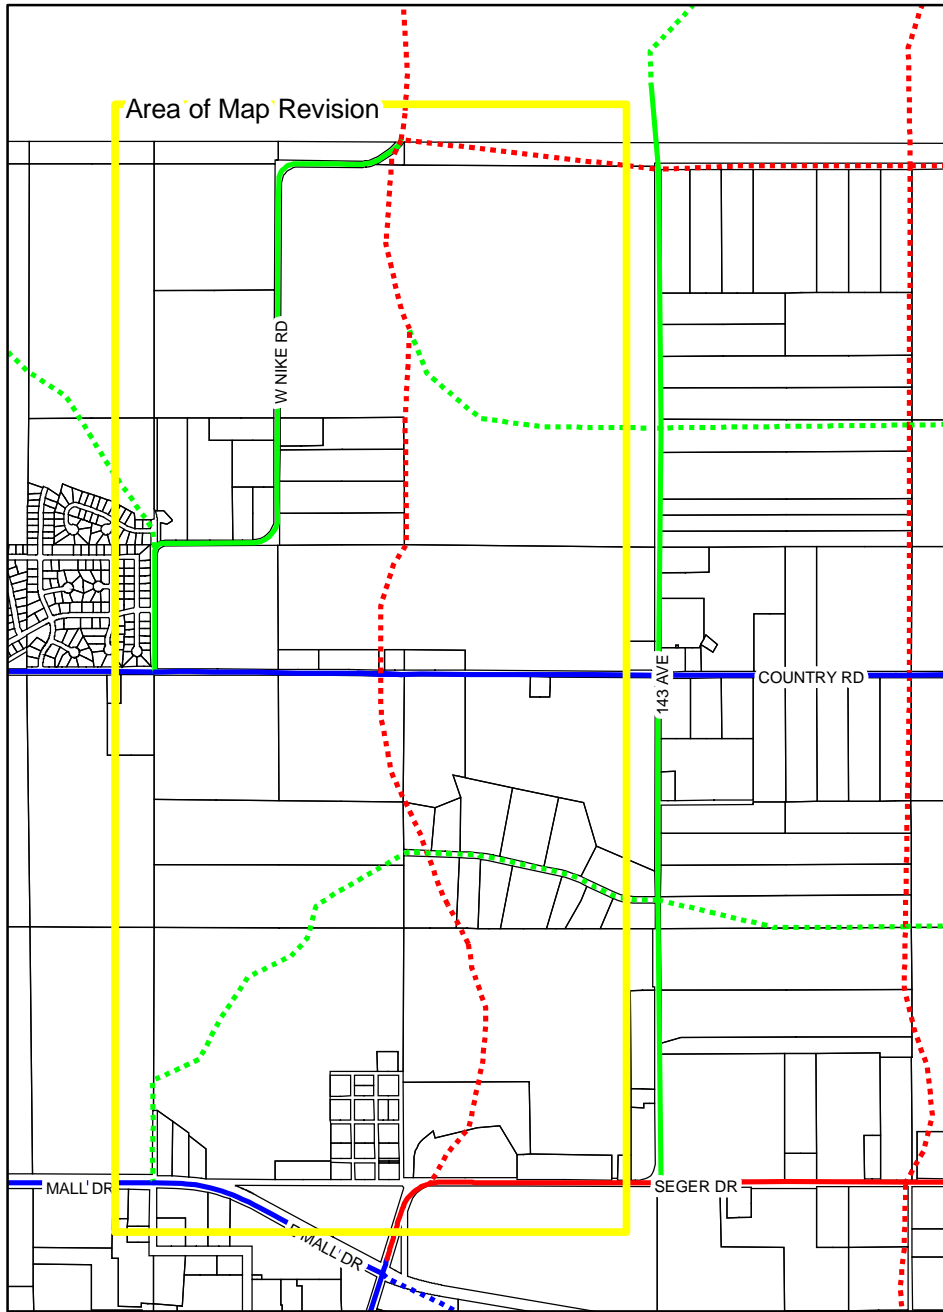 Area of Map Revision
W NIKE RD
143 AVE
COUNTRY RD
MALL DR
SEGER DR
E MALL DR